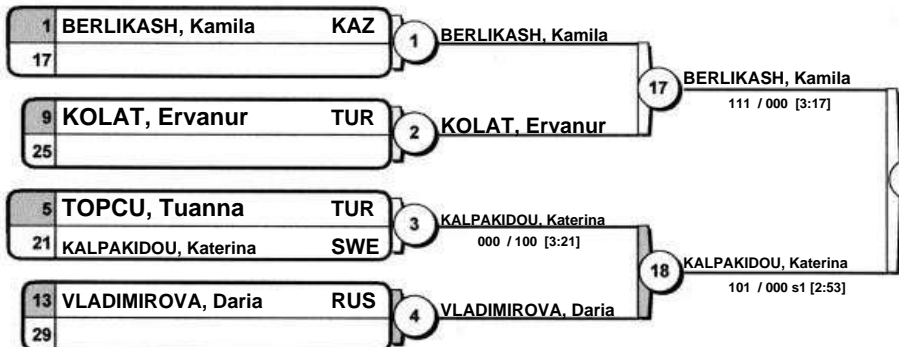 1 BERLIKASH, Kamila KAZ
17
1 BERLIKASH, Kamila
9 KOLAT, Ervanur TUR
25
2 KOLAT, Ervanur
17 BERLIKASH, Kamila
111 / 000 [3:17]
5 TOPCU, Tuanna TUR
21 KALPAKIDOU, Katerina SWE
3 KALPAKIDOU, Katerina
000 / 100 [3:21]
13 VLADIMIROVA, Daria RUS
29
4 VLADIMIROVA, Daria
18 KALPAKIDOU, Katerina
101 / 000 s1 [2:53]